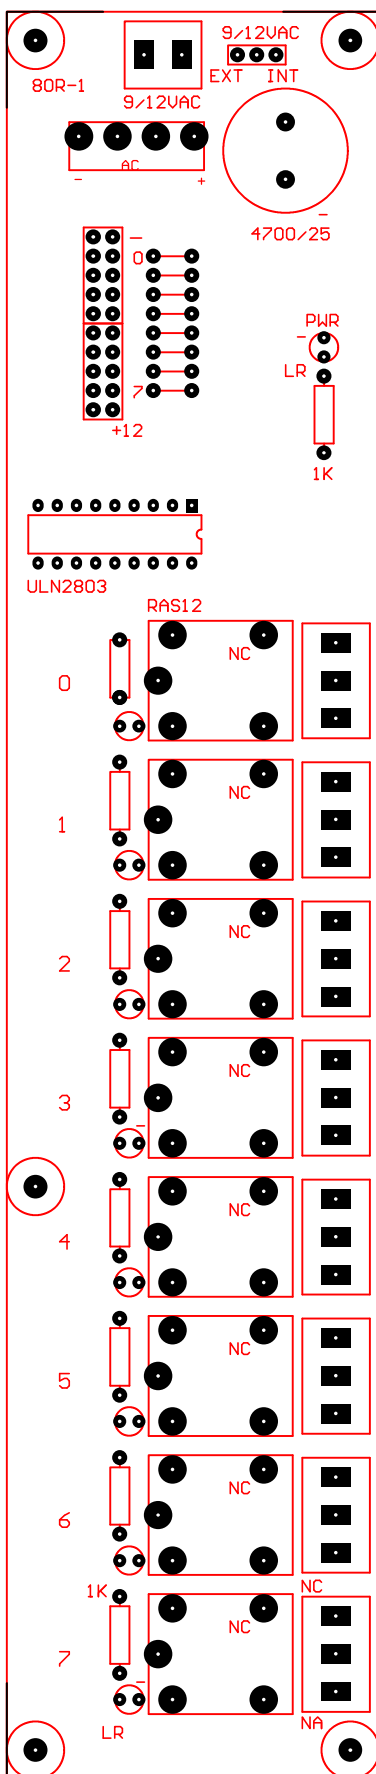 9/12VAC
EXT INT
80R-1
9/12VAC
AC
- +
-
4700/25
-
0
PWR
-
LR
7
+12
1K
ULN2803
RAS12
NC
0
NC
1
NC
2
NC
3
-
NC
4
NC
5
NC
6
NC
1K
NC
7
-
NA
LR